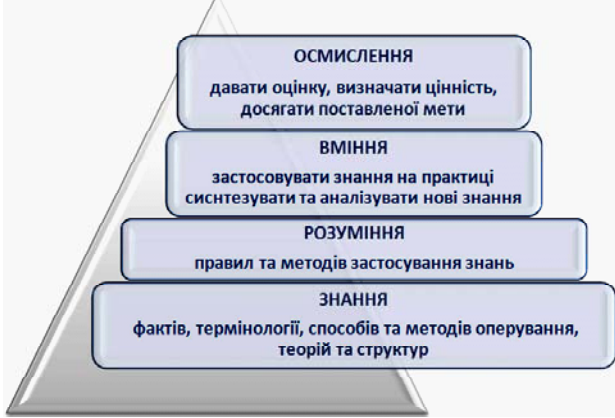 ОСМИСЛЕННЯ
давати оцінку, визначати цінність,
досягати поставленої мети
ВМІННЯ
застосовувати знання на практиці
сиснтезувати та аналізувати нові знання
РОЗУМІННЯ
правил та методів застосування знань
ЗНАННЯ
фактів, термінології, способів та методів оперування,
теорій та структур